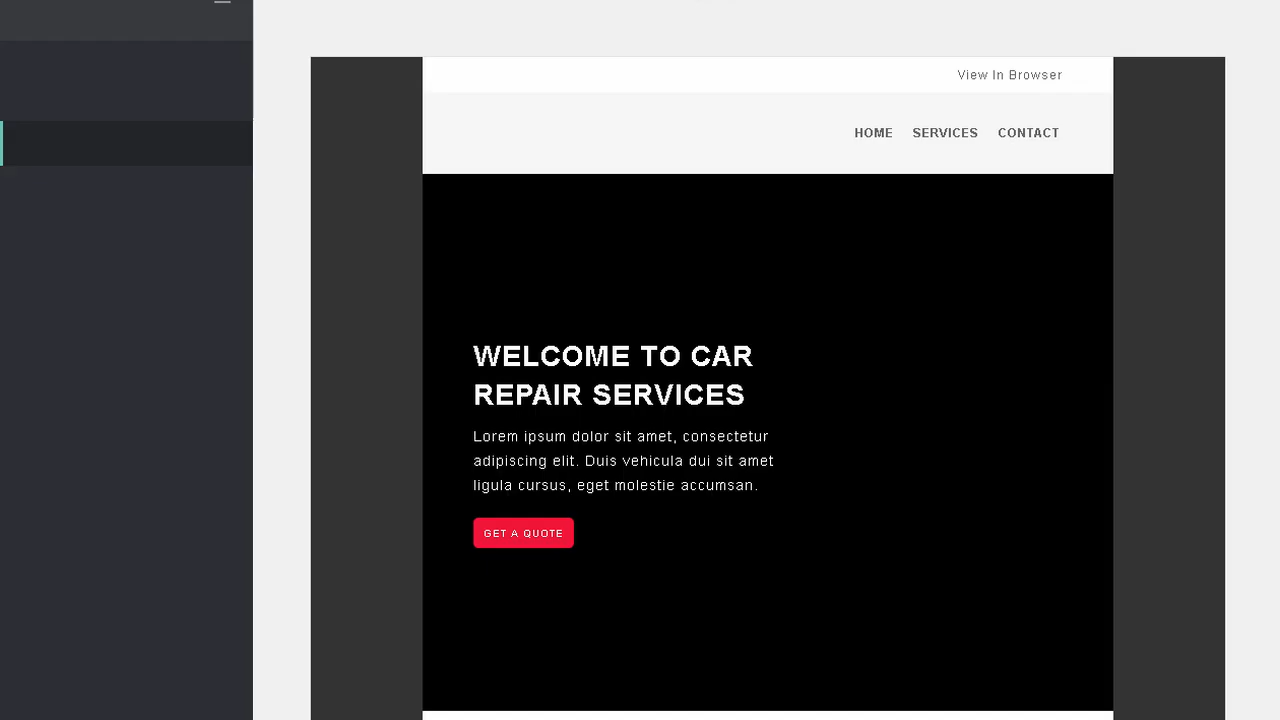 View In Browser
HOME SERVICES CONTACT
WELCOME TO CAR
REPAIR SERVICES
Lorem ipsum dolor sit amet, consectetur
adipiscing elit. Duis vehicula dui sit amet
ligula cursus, eget molestie accumsan.
GET A QUOTE